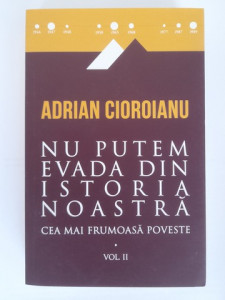 ADRIAN CIOROIANU
NU PUTEM
EVADA DIN
ISTORIA
NOASTRĂ
CEA MAI FRUMOASĂ POVESTE
•
VOL II